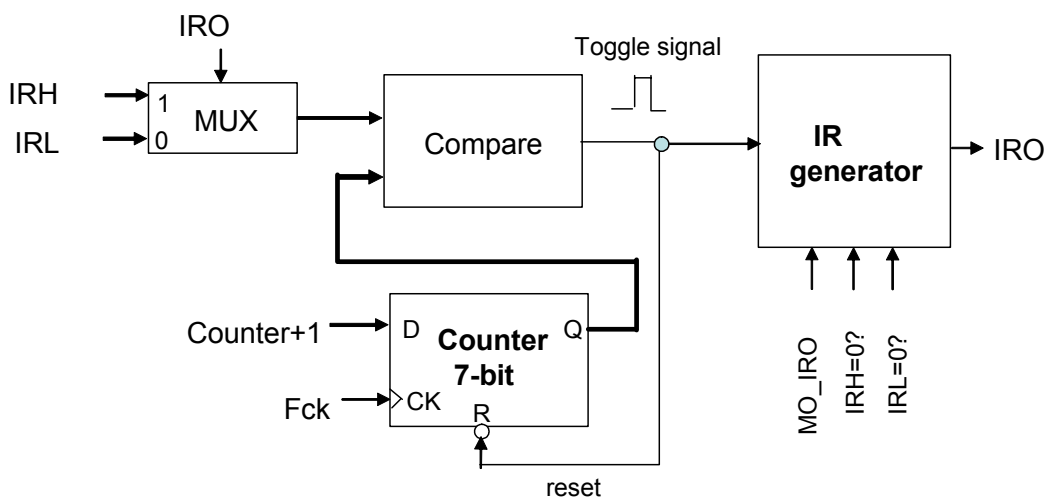 IRO
Toggle signal
IRH
1
MUX
IRL
0
Compare
IR
generator
IRO
Counter+1
D
Counter
7-bit
Q
Fck
CK
R
reset
MO_IRO
IRH=0?
IRL=0?